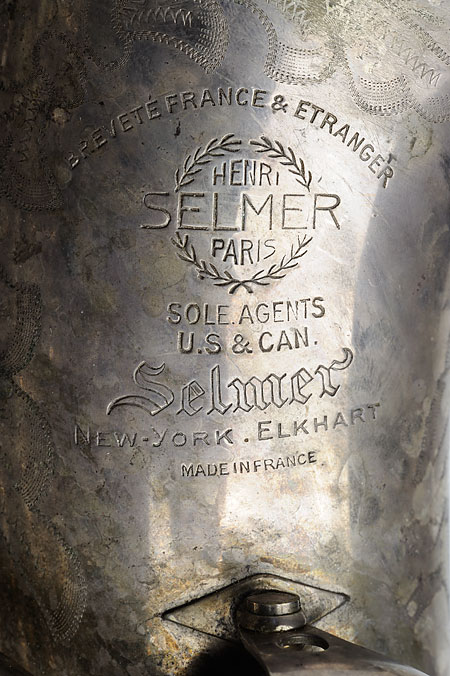 BREVETÉ FRANCE & ETRANGER
HENRI
SELMER
PARIS
SOLE.AGENTS
U.S & CAN.
Selmer
NEW-YORK . ELKHART
MADE IN FRANCE.